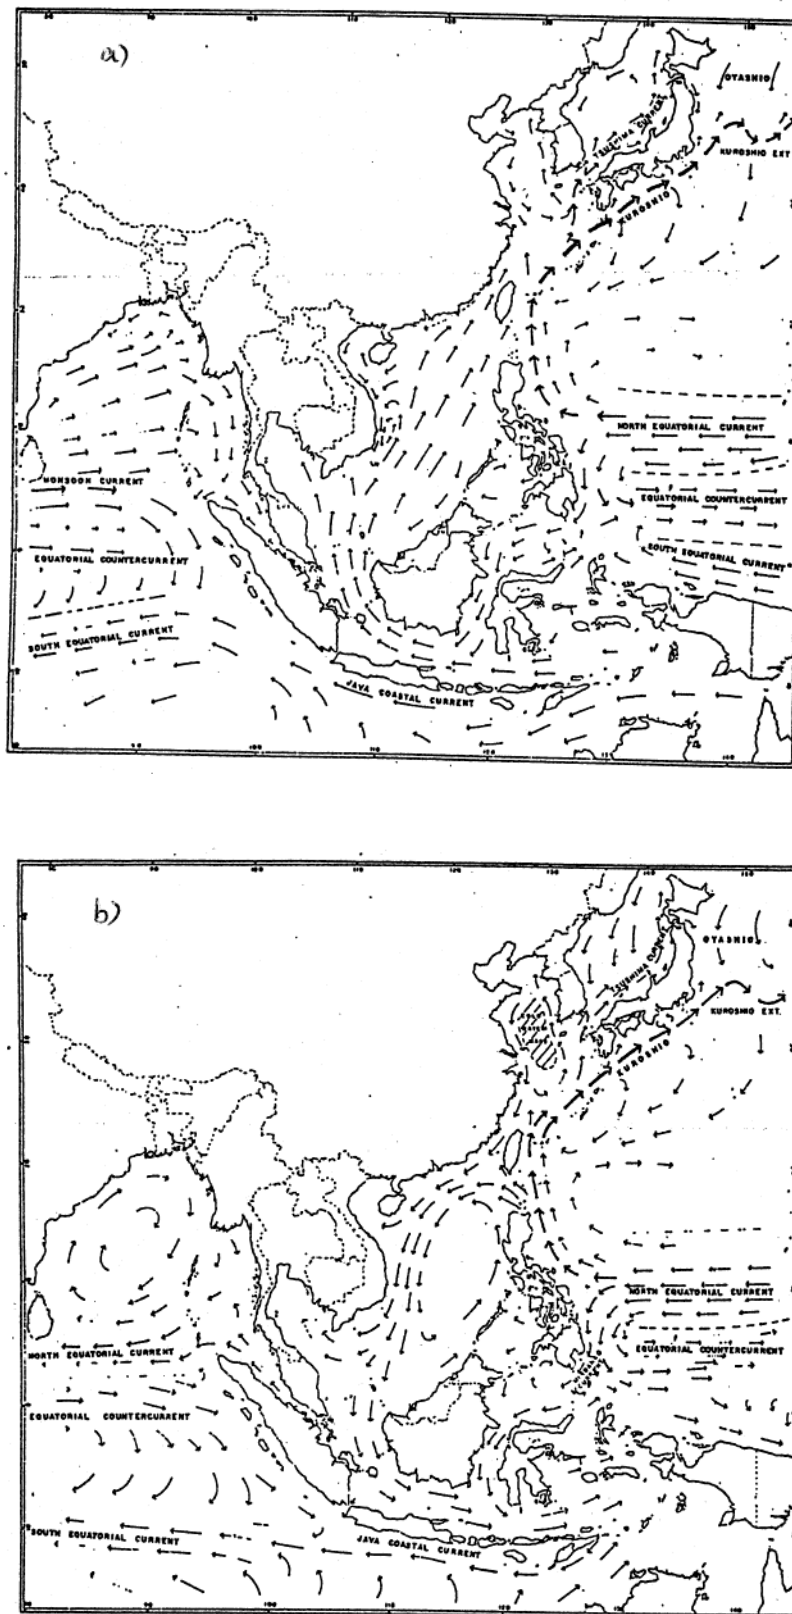 a)
OYASHIO
TSUSHIMA CURRENT
KUROSHIO EXT
KUROSHIO
NORTH EQUATORIAL CURRENT
MONSOON CURRENT
EQUATORIAL COUNTERCURRENT
SOUTH EQUATORIAL CURRENT
EQUATORIAL COUNTERCURRENT
SOUTH EQUATORIAL CURRENT
JAVA COASTAL CURRENT
b)
OYASHIO
TSUSHIMA CURRENT
KUROSHIO EXT.
KUROSHIO
NORTH EQUATORIAL CURRENT
EQUATORIAL COUNTERCURRENT
NORTH EQUATORIAL CURRENT
EQUATORIAL COUNTERCURRENT
SOUTH EQUATORIAL CURRENT
JAVA COASTAL CURRENT